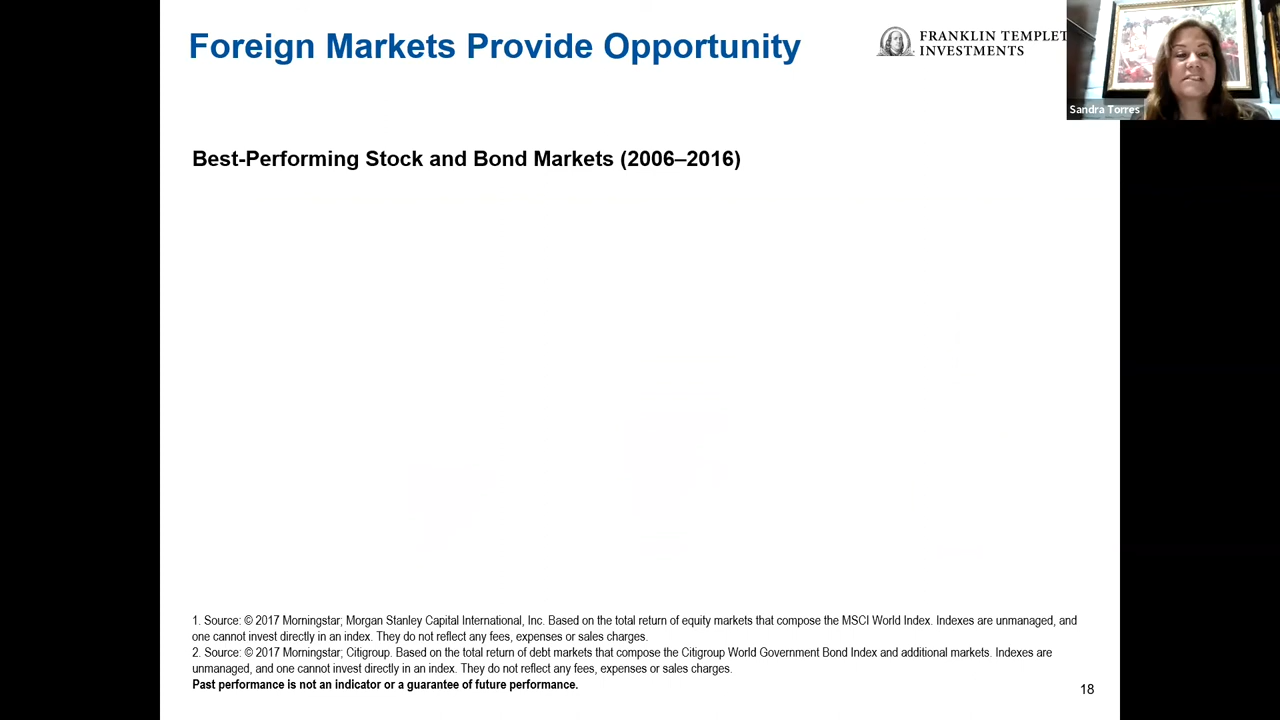 Foreign Markets Provide Opportunity
FRANKLIN TEMPLET
INVESTMENTS
Sandra Torres
Best-Performing Stock and Bond Markets (2006–2016)
1. Source: © 2017 Morningstar; Morgan Stanley Capital International, Inc. Based on the total return of equity markets that compose the MSCI World Index. Indexes are unmanaged, and
one cannot invest directly in an index. They do not reflect any fees, expenses or sales charges.
2. Source: © 2017 Morningstar; Citigroup. Based on the total return of debt markets that compose the Citigroup World Government Bond Index and additional markets. Indexes are
unmanaged, and one cannot invest directly in an index. They do not reflect any fees, expenses or sales charges.
Past performance is not an indicator or a guarantee of future performance.
18